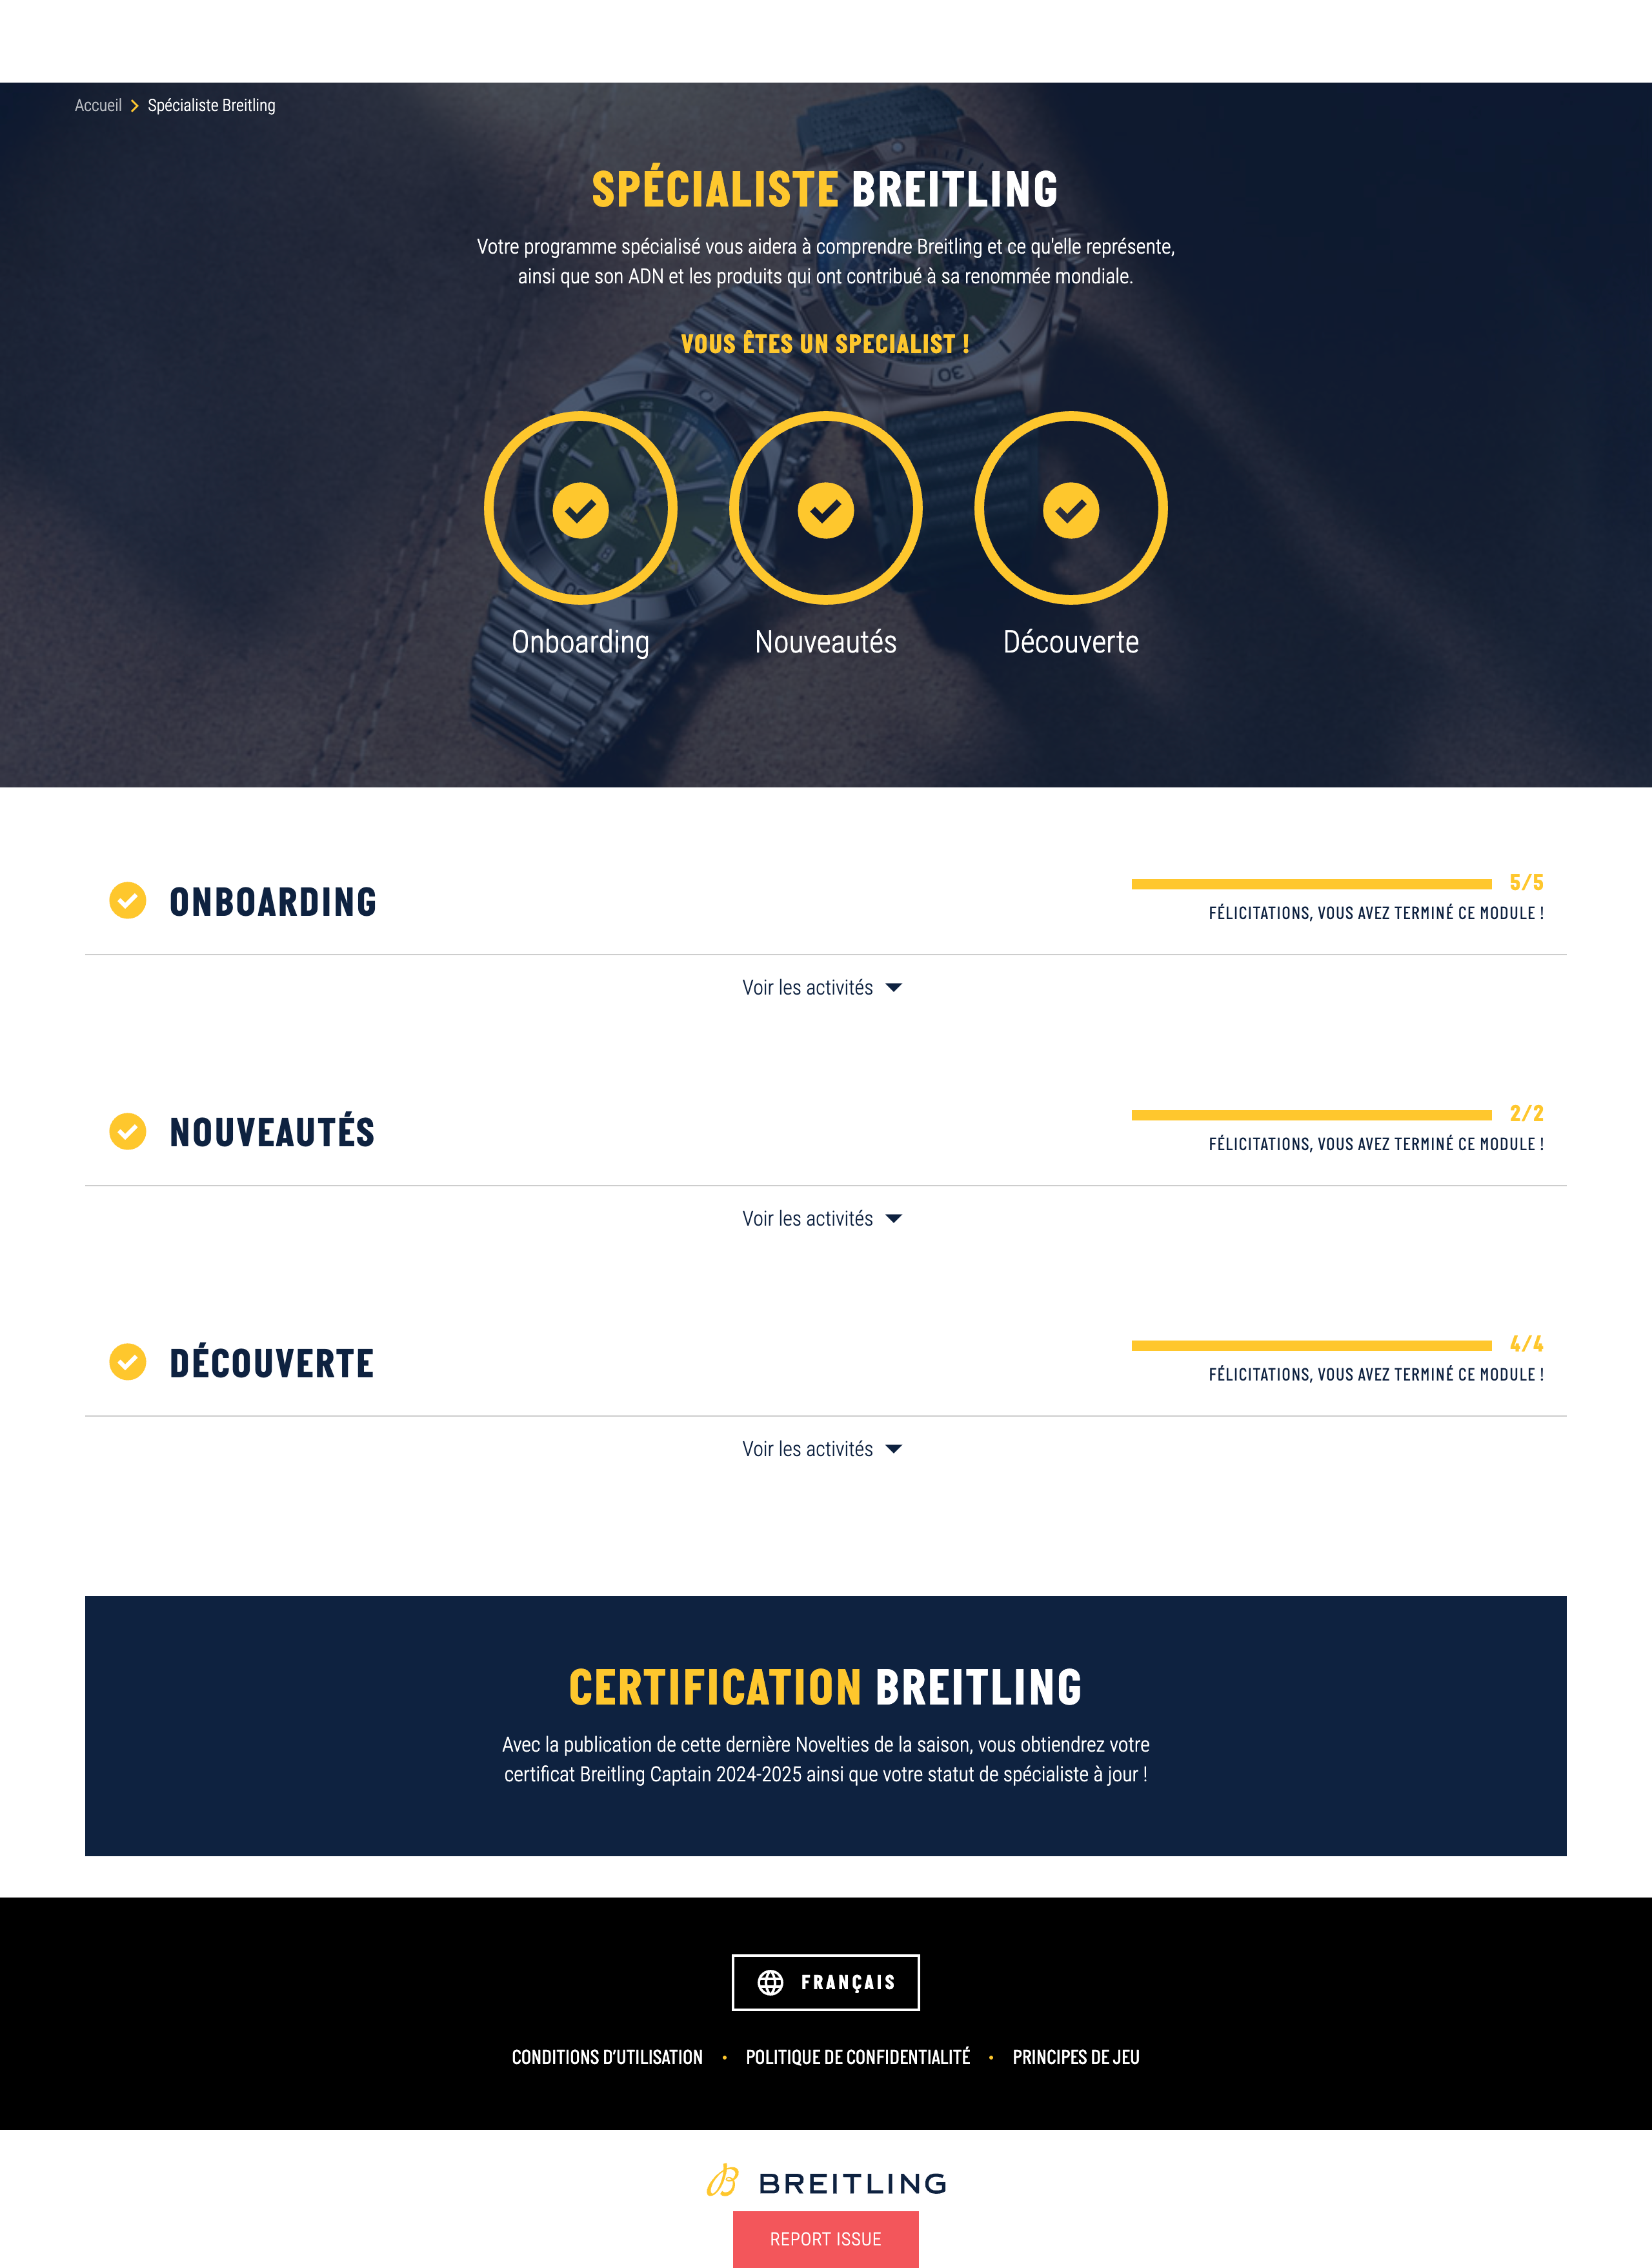 Accueil > Spécialiste Breitling
SPÉCIALISTE BREITLING
Votre programme spécialisé vous aidera à comprendre Breitling et ce qu'elle représente,
ainsi que son ADN et les produits qui ont contribué à sa renommée mondiale.
VOUS ÊTES UN SPECIALIST !
Onboarding
Nouveautés
Découverte
ONBOARDING
5/5
FÉLICITATIONS, VOUS AVEZ TERMINÉ CE MODULE !
Voir les activités
NOUVEAUTÉS
2/2
FÉLICITATIONS, VOUS AVEZ TERMINÉ CE MODULE !
Voir les activités
DÉCOUVERTE
4/4
FÉLICITATIONS, VOUS AVEZ TERMINÉ CE MODULE !
Voir les activités
CERTIFICATION BREITLING
Avec la publication de cette dernière Novelties de la saison, vous obtiendrez votre
certificat Breitling Captain 2024-2025 ainsi que votre statut de spécialiste à jour !
FRANÇAIS
CONDITIONS D’UTILISATION • POLITIQUE DE CONFIDENTIALITÉ • PRINCIPES DE JEU
B BREITLING
REPORT ISSUE